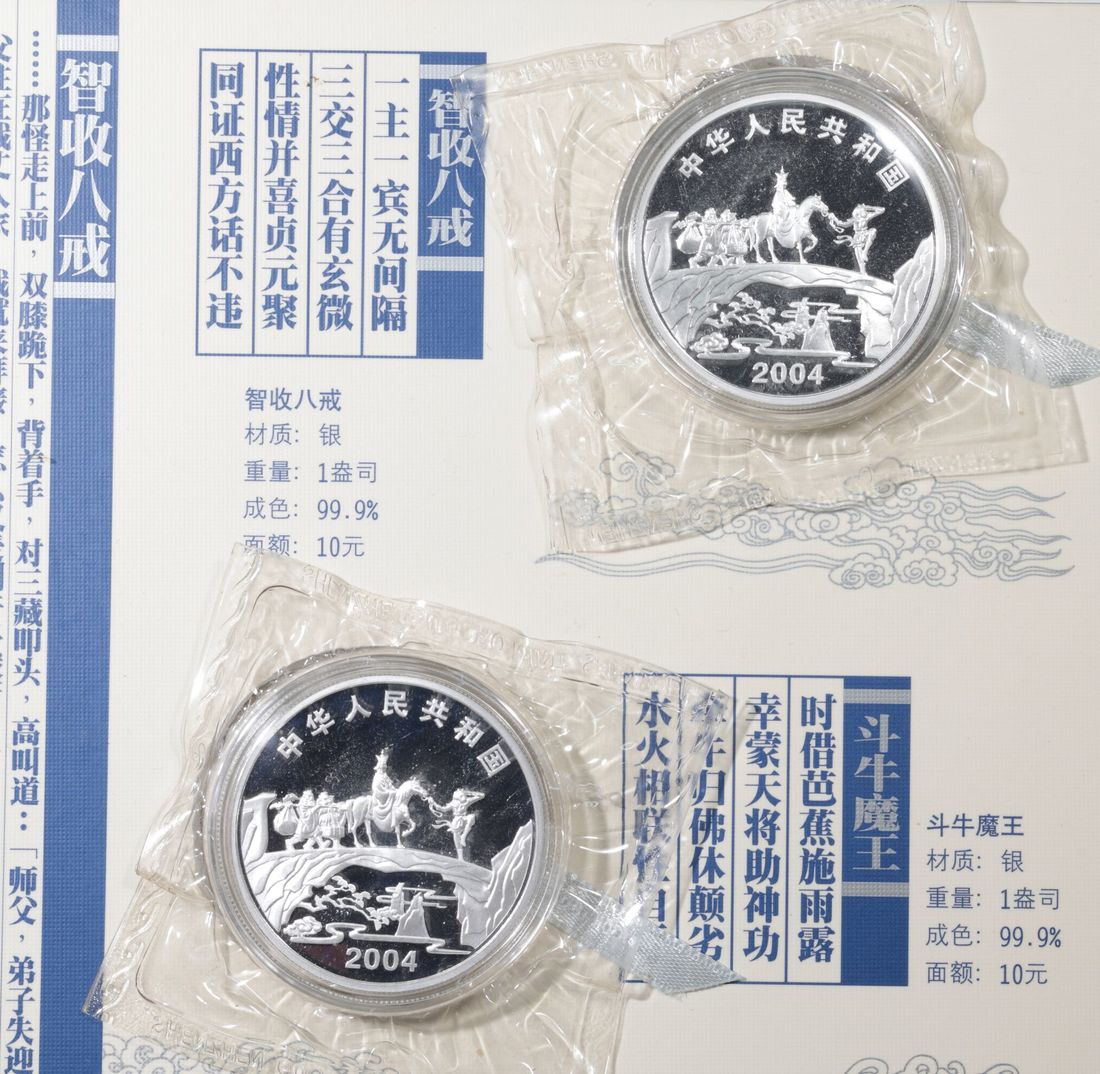 智收八戒
……那怪走上前，双膝跪下，背着手，对三藏叩头，高叫道：「师父，弟子失迎
智收八戒
一主一宾无间隔
三交三合有玄微
性情并喜贞元聚
同证西方话不违
智收八戒
材质：银
重量：1盎司
成色：99.9%
面额：10元
中华人民共和国
2004
中华人民共和国
2004
斗牛魔王
时借芭蕉施雨露
幸蒙天将助神功
牛归佛休颠劣
水火相联性自
斗牛魔王
材质：银
重量：1盎司
成色：99.9%
面额：10元